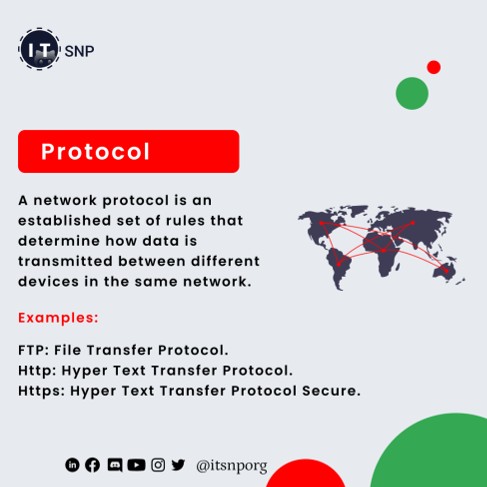 IT SNP
Protocol
A network protocol is an
established set of rules that
determine how data is
transmitted between different
devices in the same network.
Examples:
FTP: File Transfer Protocol.
Http: Hyper Text Transfer Protocol.
Https: Hyper Text Transfer Protocol Secure.
@itsnporg